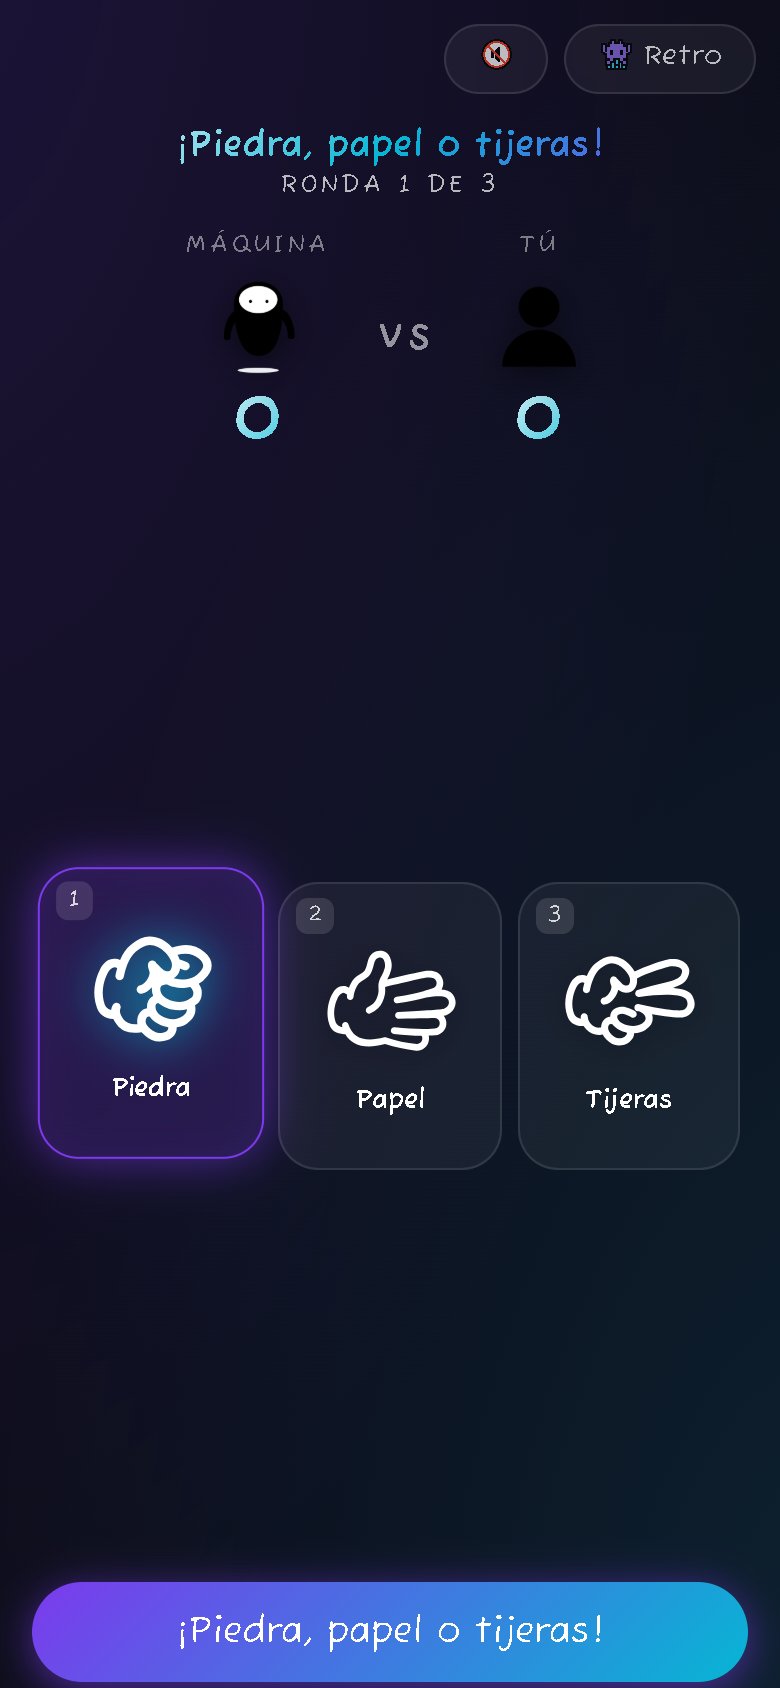 Retro
¡Piedra, papel o tijeras!
RONDA 1 DE 3
MÁQUINA
TÚ
VS
0
0
1
2
3
Piedra
Papel
Tijeras
¡Piedra, papel o tijeras!